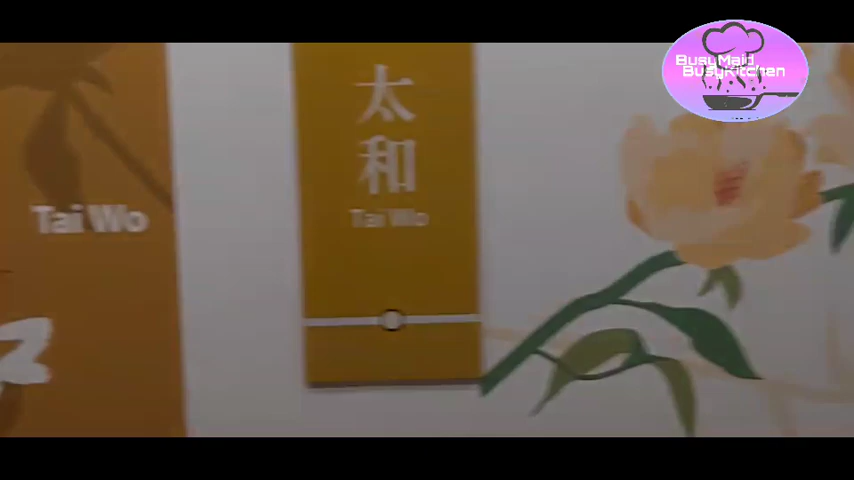 Tai Wo
太
和
Tai Wo
BusyMaid
BusyKitchen